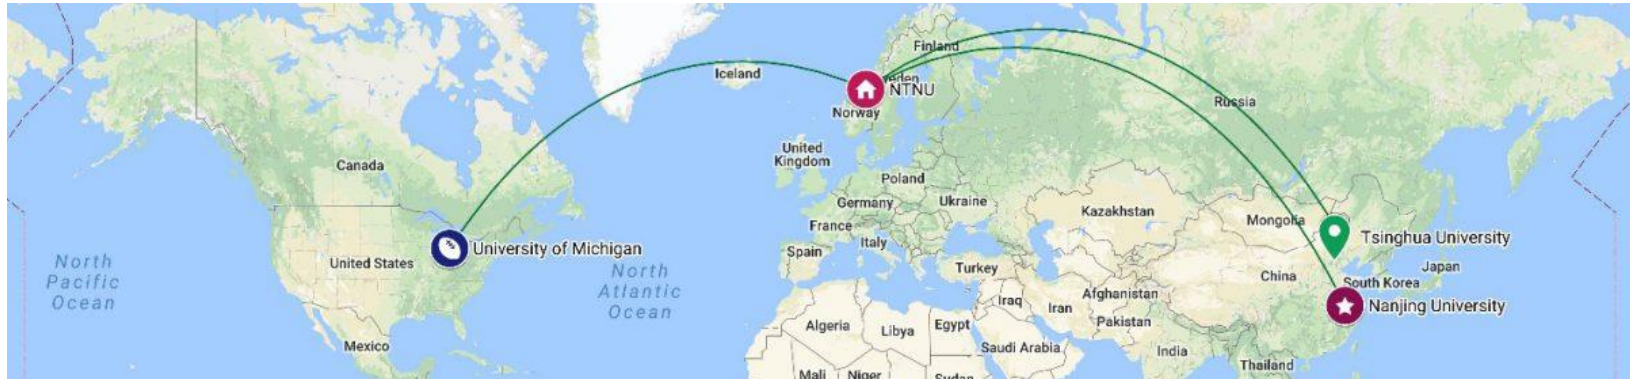 Finland
Iceland
eden
NTNU
Russia
Norway
United
Kingdom
Canada
Poland
Germany
Ukraine
Kazakhstan
Mongolia
France
Tsinghua University
University of Michigan
Italy
Spain
United States
North
Pacific
Ocean
North
Atlantic
Ocean
Turkey
China
Japan
South Korea
Iraq
Iran
Afghanistan
Nanjing University
Pakistan
Algeria
Libya
Egypt
Mexico
Saudi Arabia
India
Thailand
Mali
Niger
Sudan